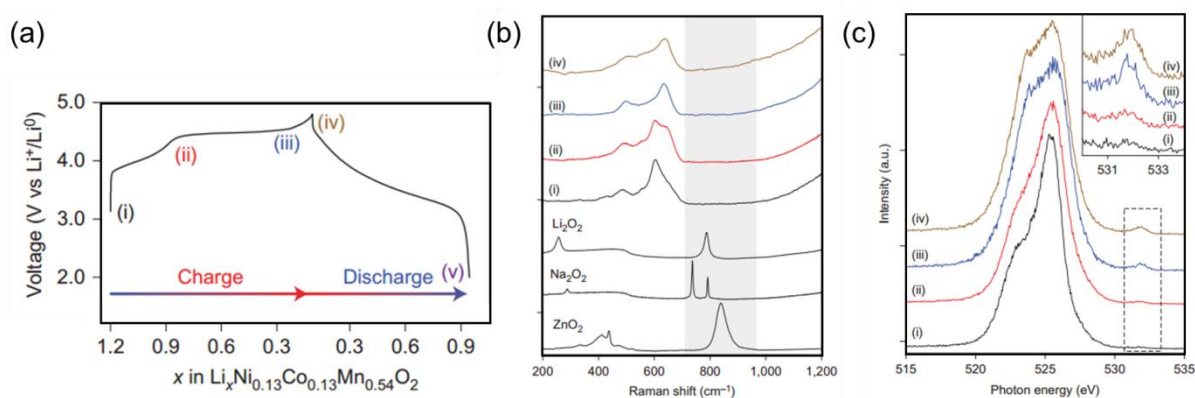 (a)
Voltage (V vs Li⁺/Li⁰)
5.0
4.0
3.0
2.0
(i)
(ii)
(iii)
(iv)
(v)
Charge
Discharge
1.2 0.9 0.6 0.3 0.3 0.6 0.9
x in LiₓNi₀.₁₃Co₀.₁₃Mn₀.₅₄O₂
(b)
(iv)
(iii)
(ii)
(i)
Li₂O₂
Na₂O₂
ZnO₂
200 400 600 800 1,000 1,200
Raman shift (cm⁻¹)
(c)
Intensity (a.u.)
(iv)
(iii)
(ii)
(i)
531 533
(iv)
(iii)
(ii)
(i)
515 520 525 530 535
Photon energy (eV)